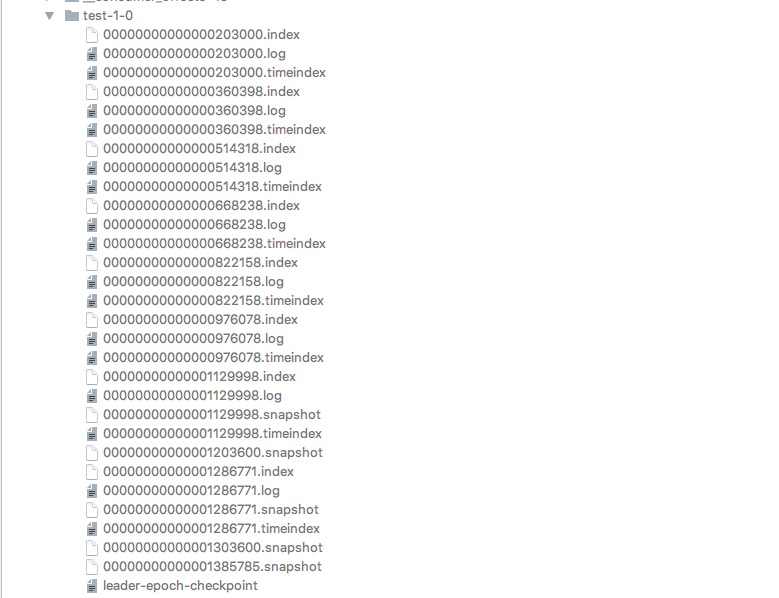 test-1-0
00000000000000203000.index
00000000000000203000.log
00000000000000203000.timeindex
00000000000000360398.index
00000000000000360398.log
00000000000000360398.timeindex
00000000000000514318.index
00000000000000514318.log
00000000000000514318.timeindex
00000000000000668238.index
00000000000000668238.log
00000000000000668238.timeindex
00000000000000822158.index
00000000000000822158.log
00000000000000822158.timeindex
00000000000000976078.index
00000000000000976078.log
00000000000000976078.timeindex
00000000000001129998.index
00000000000001129998.log
00000000000001129998.snapshot
00000000000001129998.timeindex
00000000000001203600.snapshot
00000000000001286771.index
00000000000001286771.log
00000000000001286771.snapshot
00000000000001286771.timeindex
00000000000001303600.snapshot
00000000000001385785.snapshot
leader-epoch-checkpoint